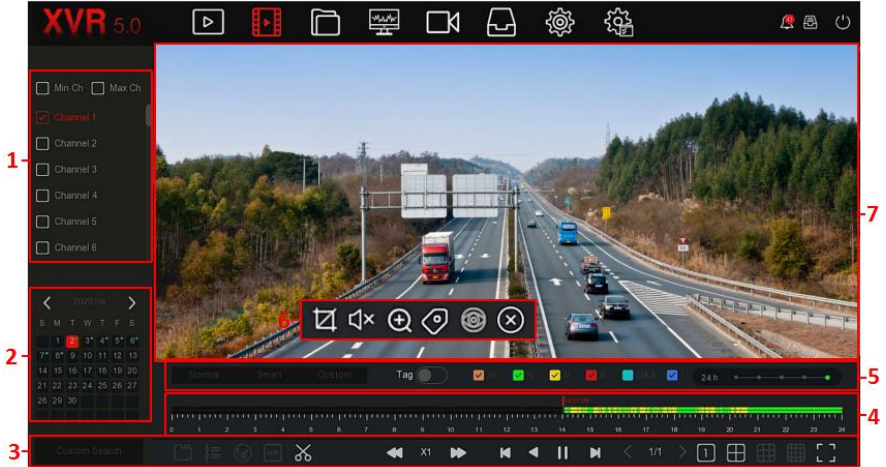 XVR 5.0
41
Min Ch Max Ch
Channel 1
Channel 2
Channel 3
Channel 4
Channel 5
Channel 6
1
7
6
2020 06
S M T W T F S
1 2 3 4 5 6
7 8 9 10 11 12 13
14 15 16 17 18 19 20
21 22 23 24 25 26 27
28 29 30
2
Normal Smart Custom Tag M&A 24 h
5
0 1 2 3 4 5 6 7 8 9 10 11 12 13 14 15 16 17 18 19 20 21 22 23 24
4
3
Custom Search X1 1/1 1